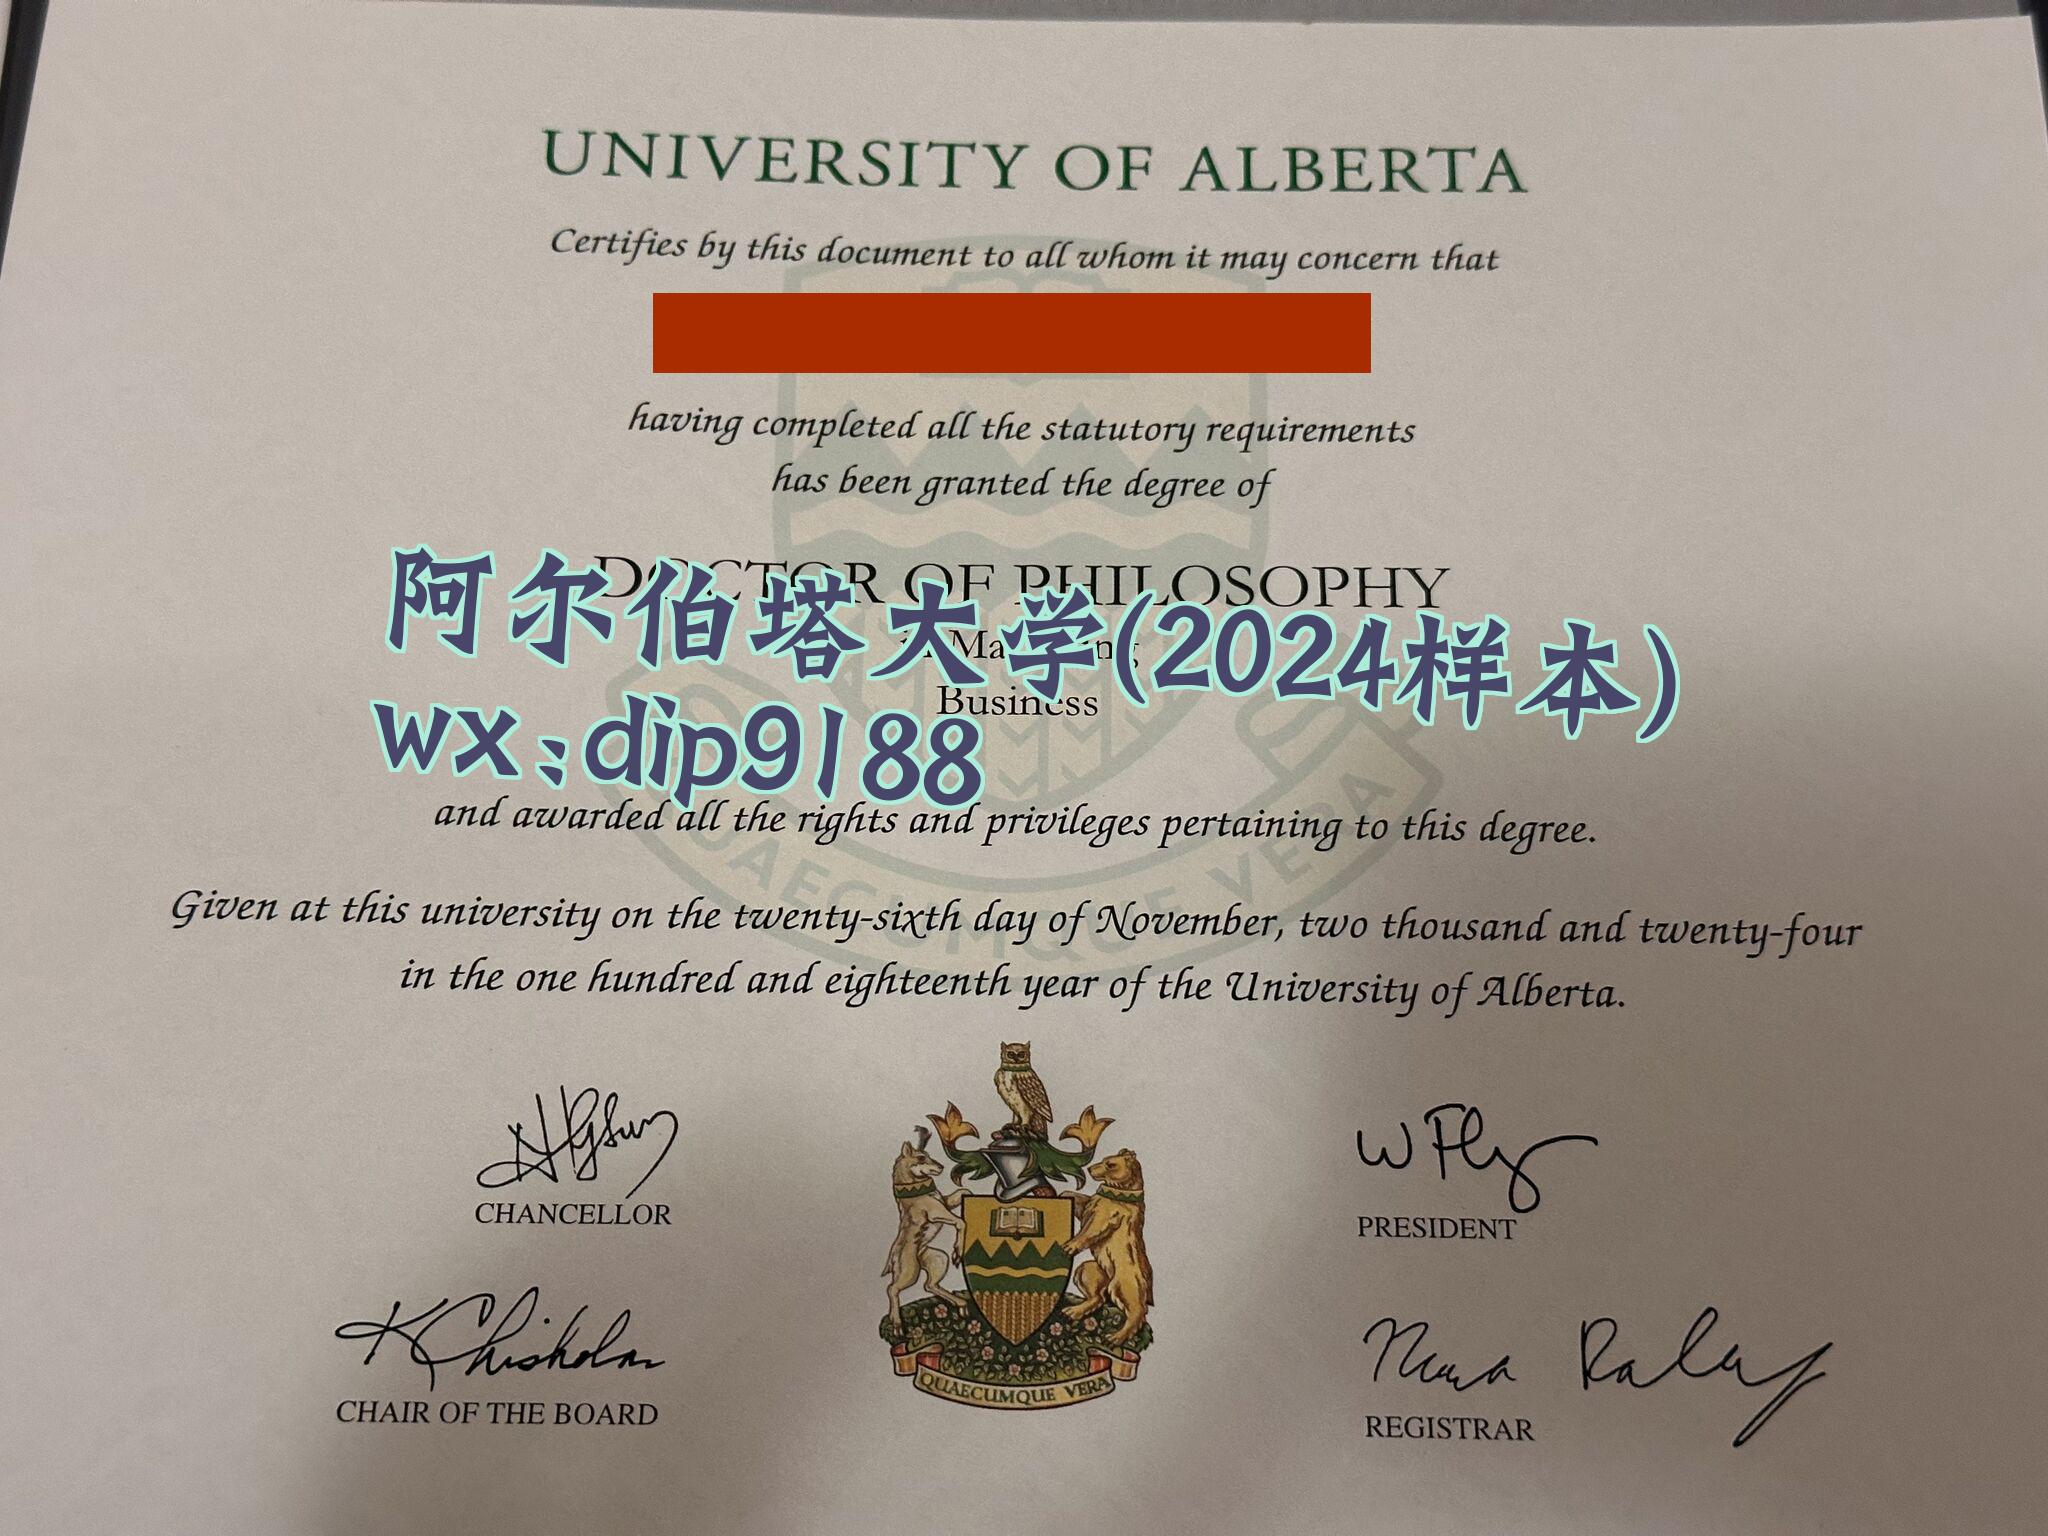 UNIVERSITY OF ALBERTA
Certifies by this document to all whom it may concern that
having completed all the statutory requirements
has been granted the degree of
DOCTOR OF PHILOSOPHY
阿尔伯塔大学(2024样本)
Business
wx:dip9188
and awarded all the rights and privileges pertaining to this degree.
Given at this university on the twenty-sixth day of November, two thousand and twenty-four
in the one hundred and eighteenth year of the University of Alberta.
CHANCELLOR
PRESIDENT
K Chisholm
CHAIR OF THE BOARD
REGISTRAR
QUAECUMQUE VERA
QUAECUMQUE VERA